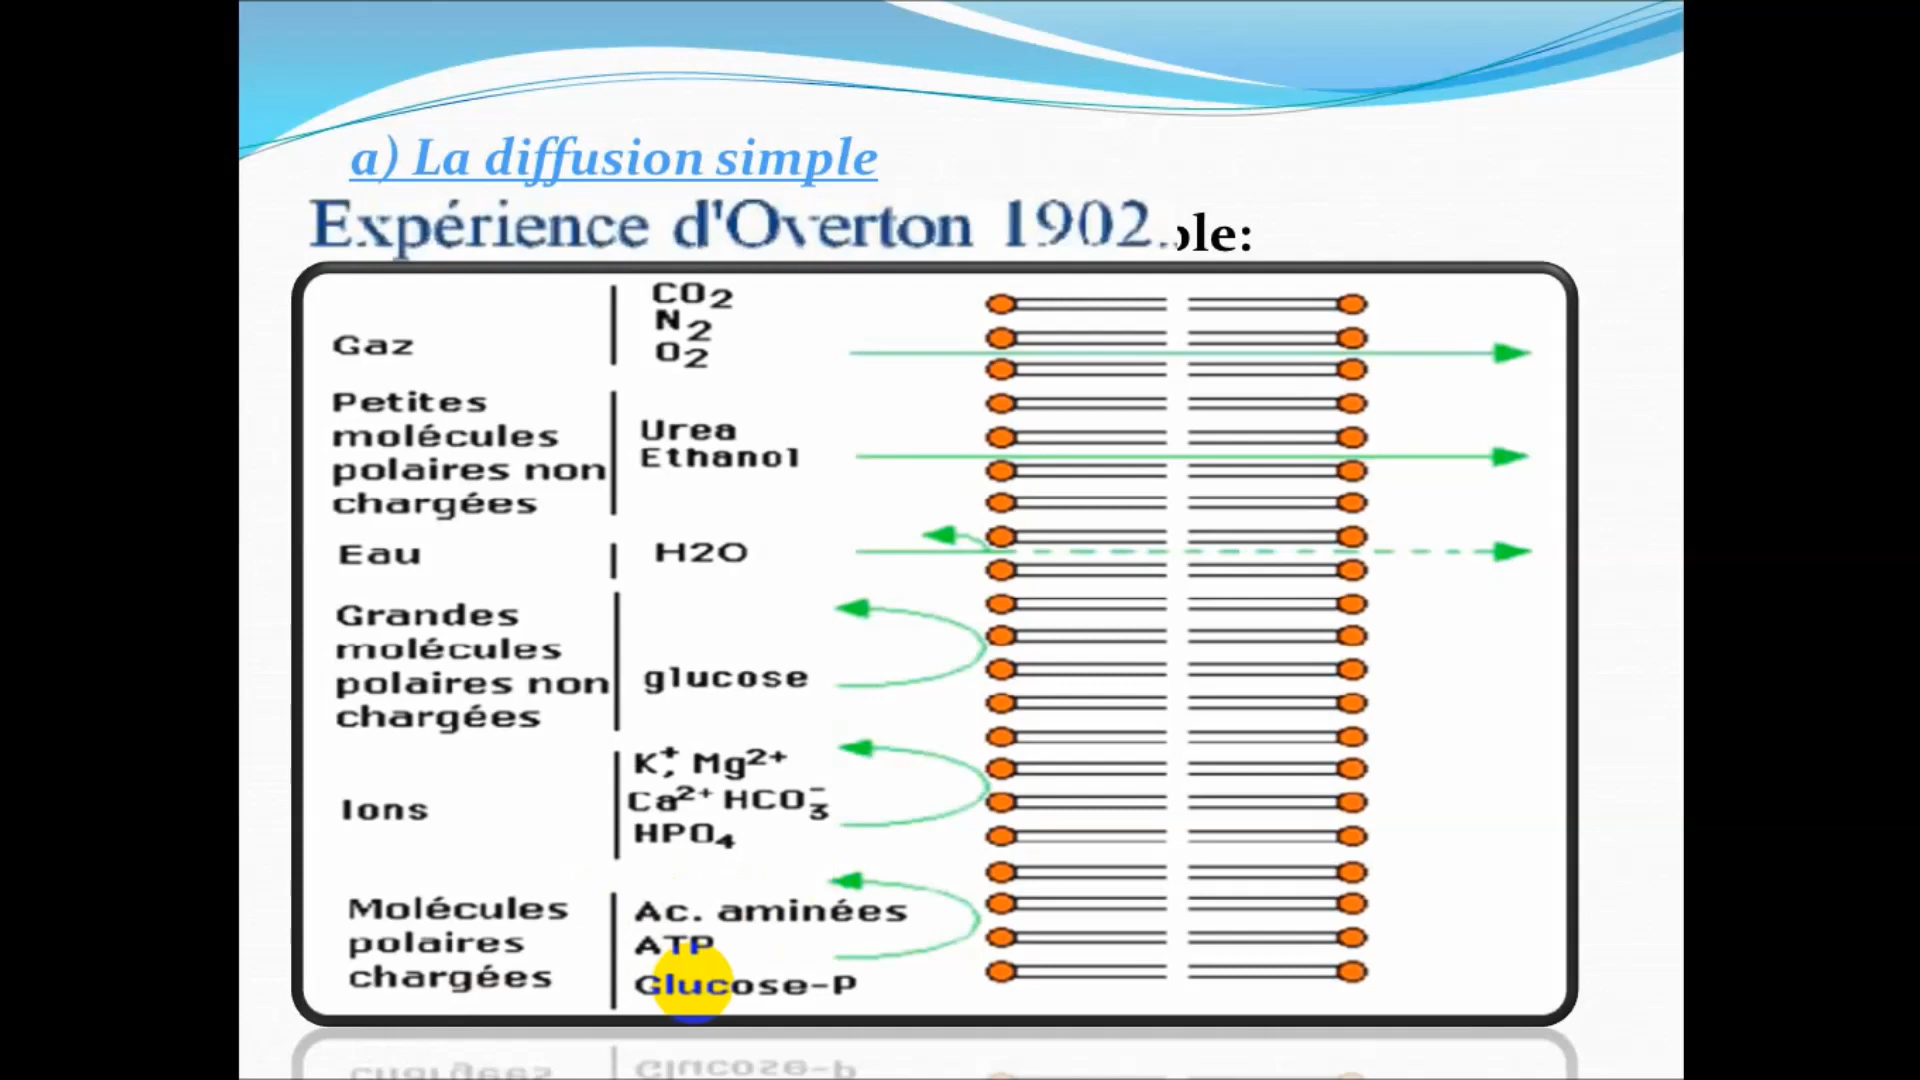 a) La diffusion simple
Expérience d'Overton 1902.
Gaz
CO2
N2
O2
Petites
molécules
polaires non
chargées
Urea
Ethanol
Eau
H2O
Grandes
molécules
polaires non
chargées
glucose
Ions
K+, Mg2+
Ca2+ HCO3-
HPO4
Molécules
polaires
chargées
Ac. aminées
ATP
Glucose-P